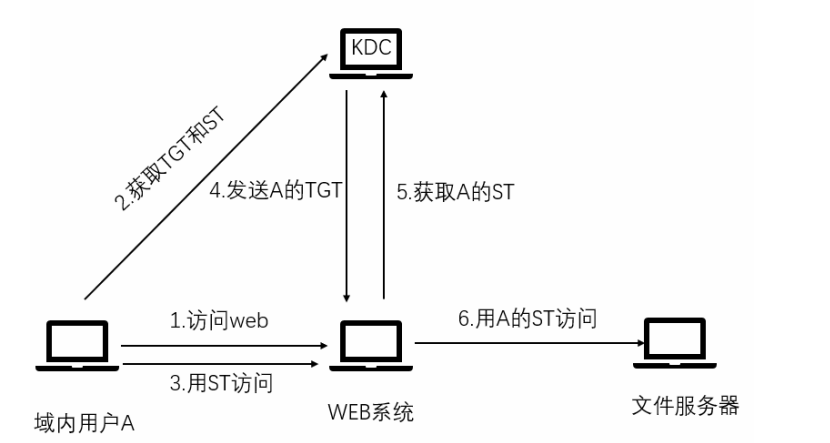 KDC
2.获取TGT和ST
4.发送A的TGT
5.获取A的ST
1.访问web
6.用A的ST访问
3.用ST访问
域内用户A
WEB系统
文件服务器